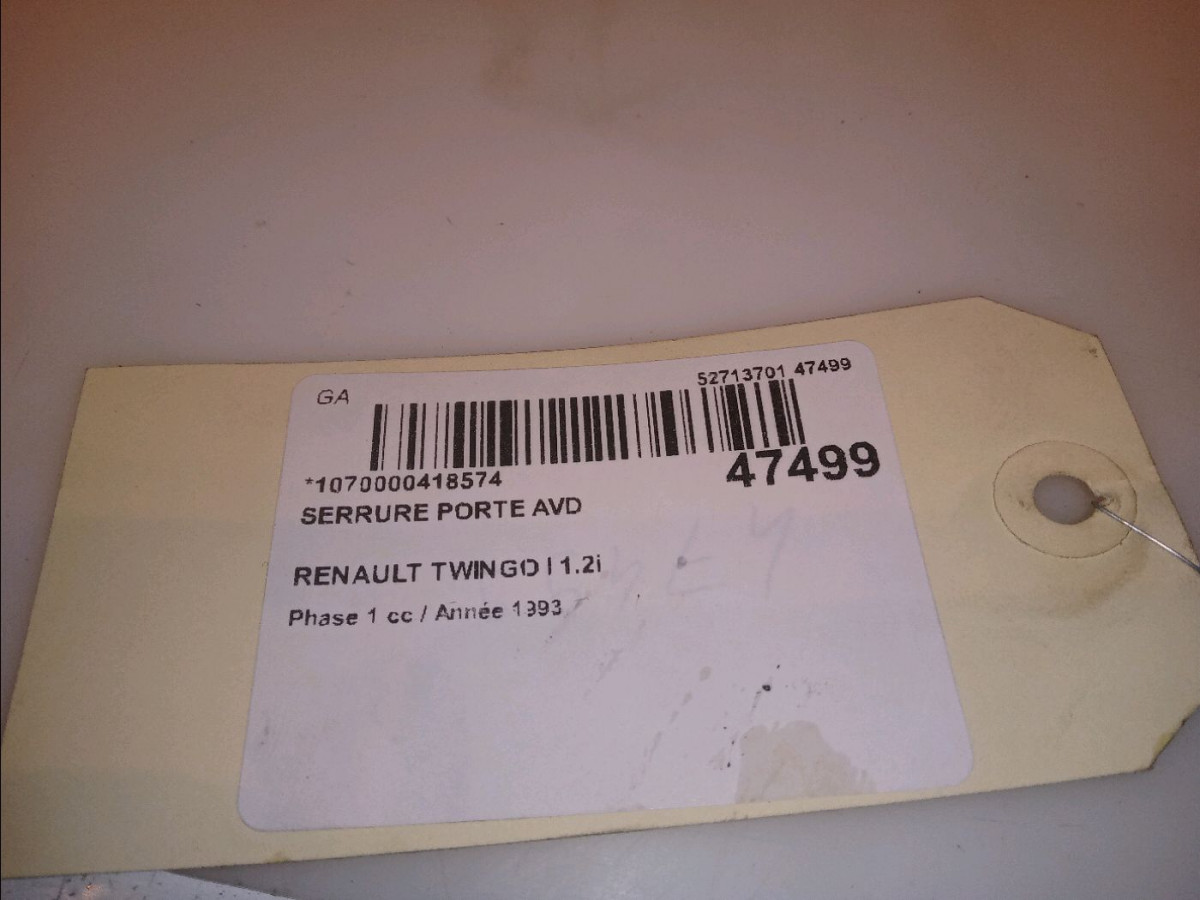 GA
52713701 47499
*1070000418574
47499
SERRURE PORTE AVD
RENAULT TWINGO I 1.2i
Phase 1 cc / Année 1993